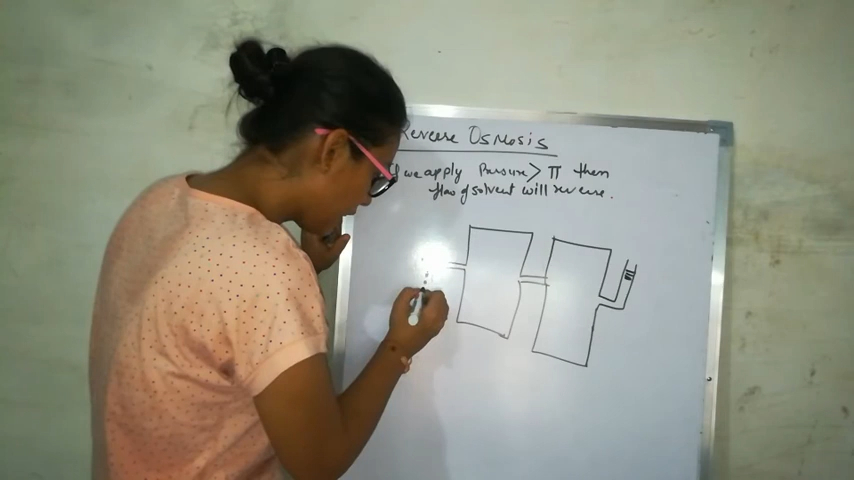 Reverse Osmosis
If we apply Pressure > π then
flow of solvent will reverse.